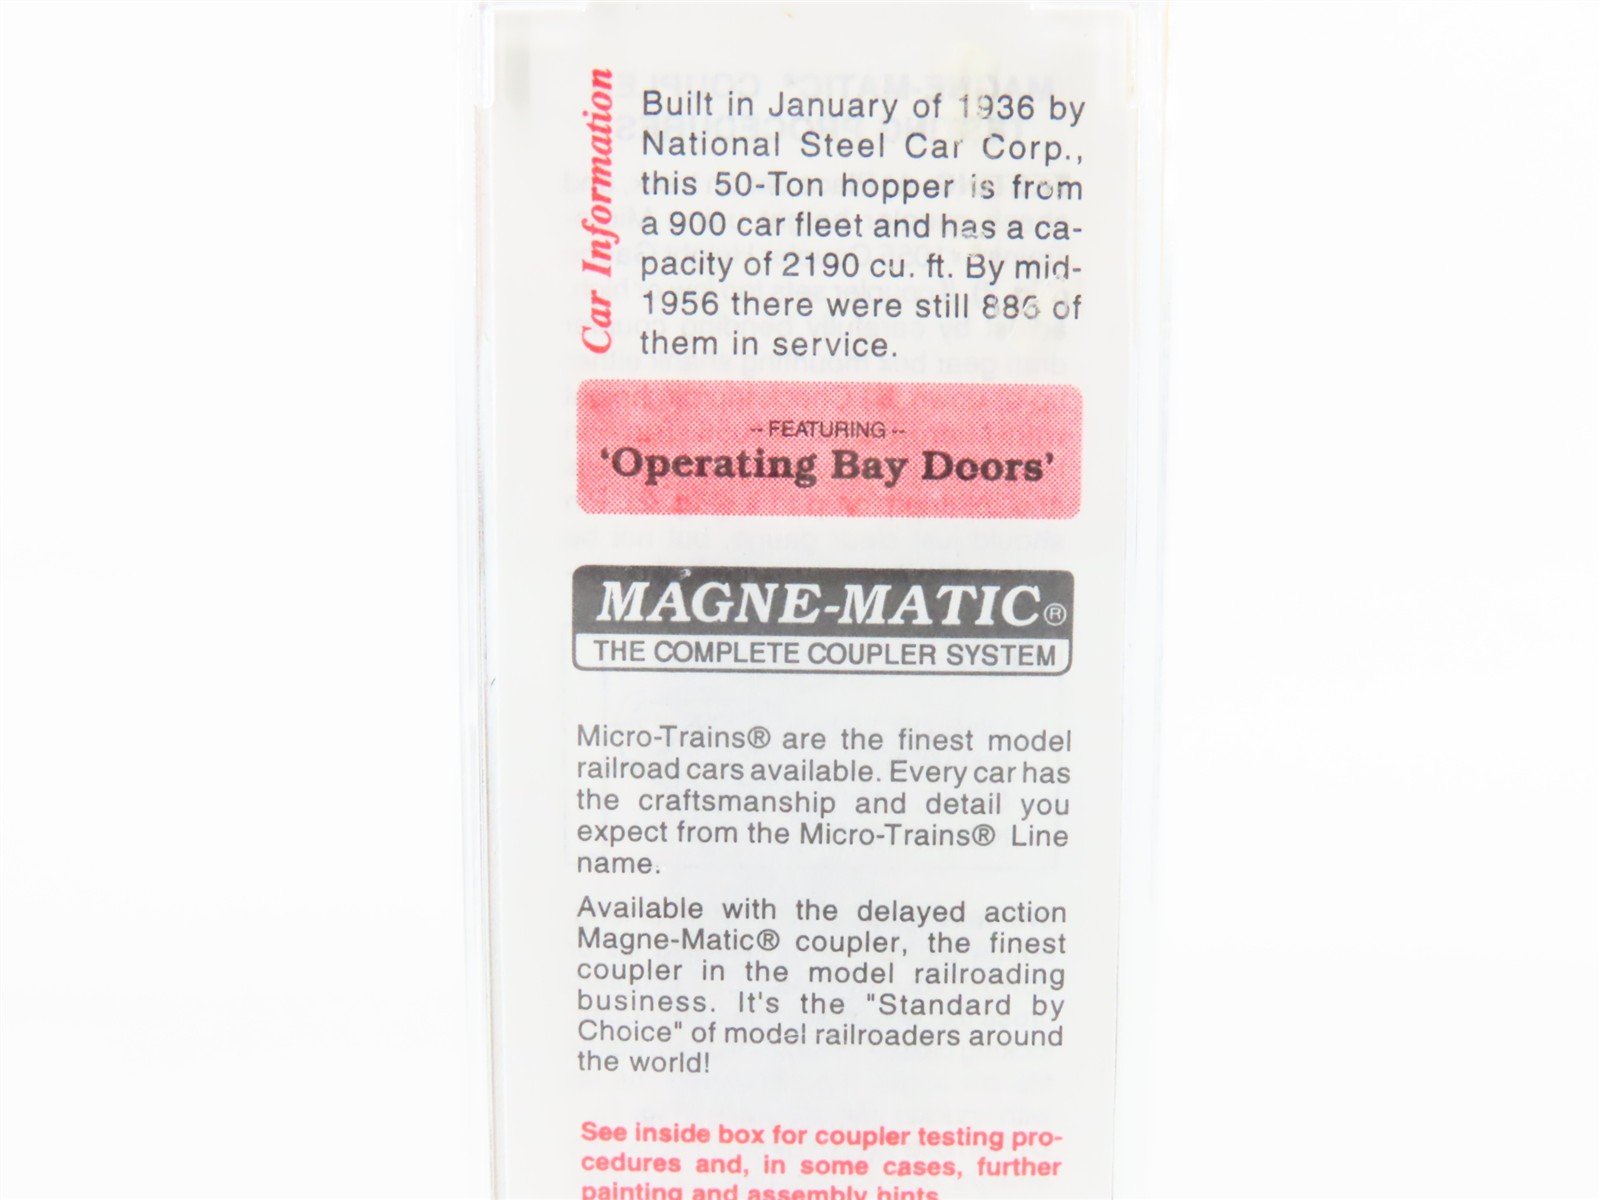 Car Information
Built in January of 1936 by
National Steel Car Corp.,
this 50-Ton hopper is from
a 900 car fleet and has a ca-
pacity of 2190 cu. ft. By mid-
1956 there were still 886 of
them in service.
-- FEATURING --
'Operating Bay Doors'
MAGNE-MATIC®
THE COMPLETE COUPLER SYSTEM
Micro-Trains® are the finest model
railroad cars available. Every car has
the craftsmanship and detail you
expect from the Micro-Trains® Line
name.
Available with the delayed action
Magne-Matic® coupler, the finest
coupler in the model railroading
business. It's the "Standard by
Choice" of model railroaders around
the world!
See inside box for coupler testing pro-
cedures and, in some cases, further
painting and assembly hints.